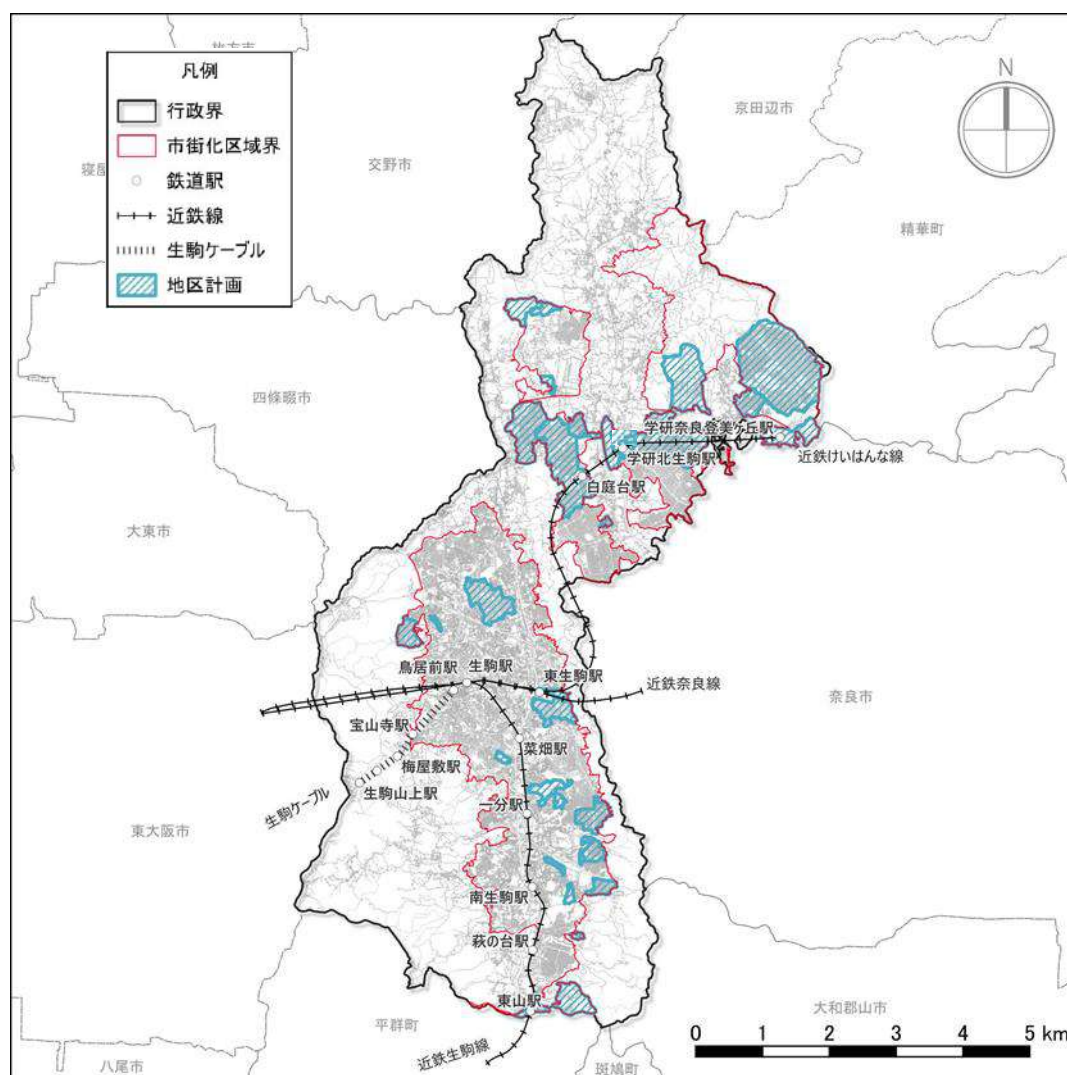 枚方市
凡例
行政界
市街化区域界
鉄道駅
近鉄線
生駒ケーブル
地区計画
N
京田辺市
交野市
精華町
四條畷市
学研奈良登美ケ丘駅
学研北生駒駅
近鉄けいはんな線
白庭台駅
大東市
鳥居前駅
生駒駅
東生駒駅
近鉄奈良線
奈良市
宝山寺駅
菜畑駅
梅屋敷駅
生駒山上駅
生駒ケーブル
一分駅
東大阪市
南生駒駅
萩の台駅
東山駅
平群町
大和郡山市
近鉄生駒線
八尾市
斑鳩町
0 1 2 3 4 5 km